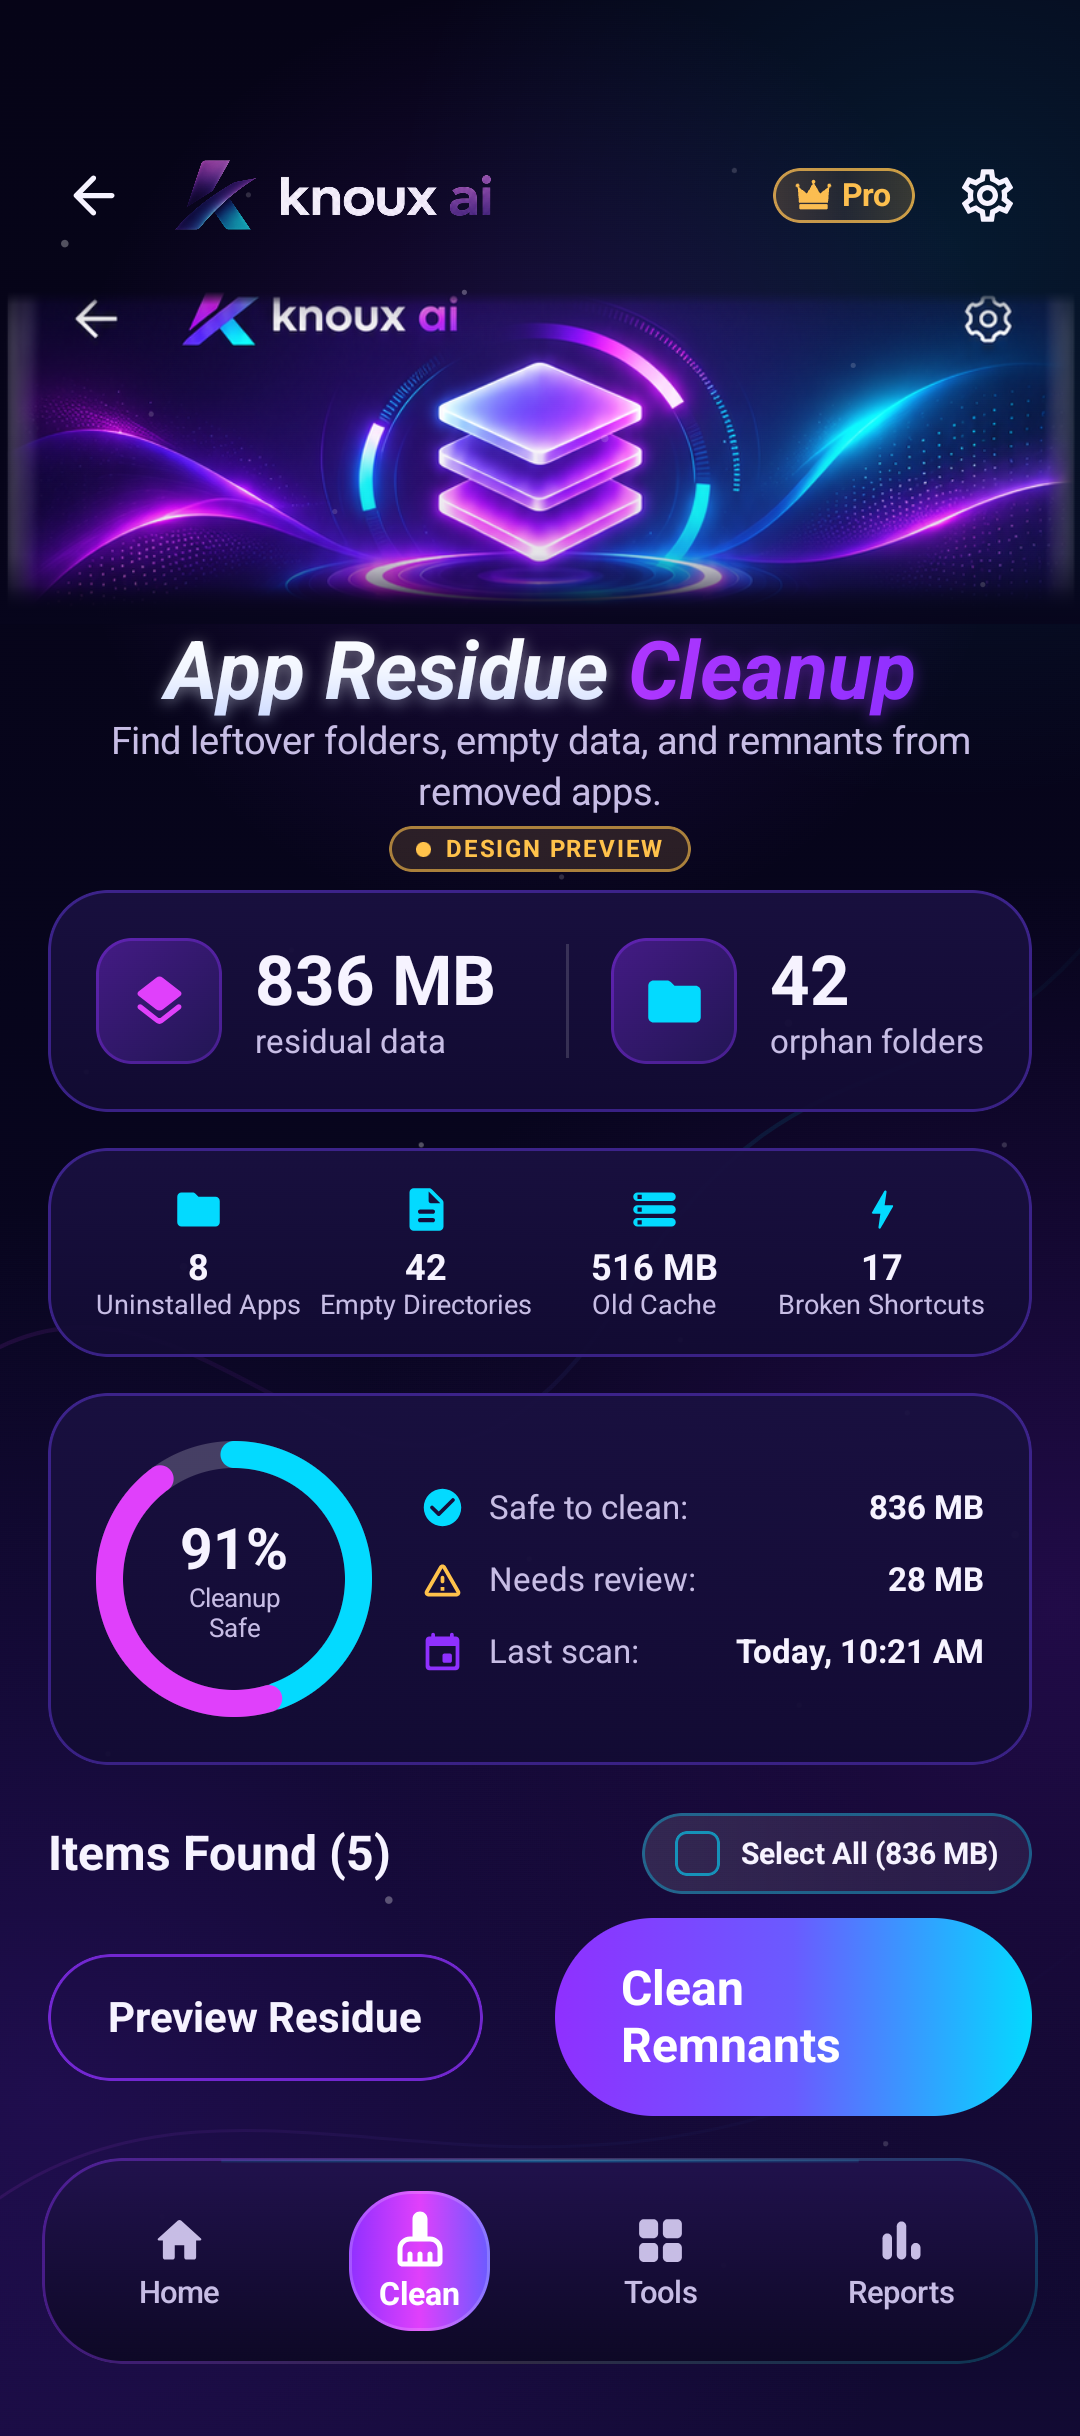 knoux ai
Pro
knoux ai
App Residue Cleanup
Find leftover folders, empty data, and remnants from
removed apps.
DESIGN PREVIEW
836 MB
residual data
42
orphan folders
8
Uninstalled Apps
42
Empty Directories
516 MB
Old Cache
17
Broken Shortcuts
91%
Cleanup
Safe
Safe to clean: 836 MB
Needs review: 28 MB
Last scan: Today, 10:21 AM
Items Found (5)
Select All (836 MB)
Preview Residue
Clean
Remnants
Home
Clean
Tools
Reports